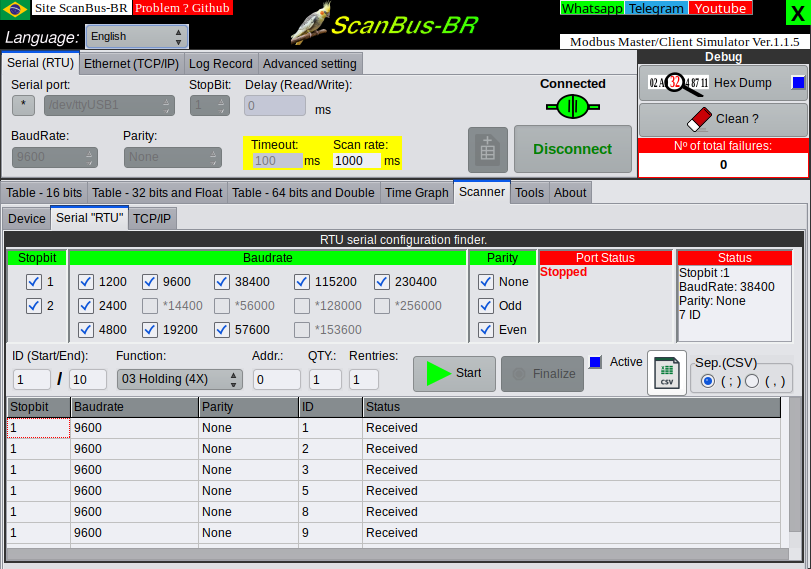 Site ScanBus-BR Problem ? Github
ScanBus-BR
Whatsapp Telegram Youtube
X
Language: English
Modbus Master/Client Simulator Ver.1.1.5
Serial (RTU) Ethernet (TCP/IP) Log Record Advanced setting
Debug
Serial port: StopBit: Delay (Read/Write): Connected
* /dev/ttyUSB1 1 0 ms
Hex Dump
Clean ?
BaudRate: Parity: Timeout: Scan rate:
9600 None 100 ms 1000 ms Disconnect
Nº of total failures:
0
Table - 16 bits Table - 32 bits and Float Table - 64 bits and Double Time Graph Scanner Tools About
Device Serial "RTU" TCP/IP
RTU serial configuration finder.
Stopbit Baudrate Parity Port Status Status
1 1200 9600 38400 115200 230400 None
2 2400 *14400 *56000 *128000 *256000 Odd
4800 19200 57600 *153600 Even
Stopped
Stopbit :1
BaudRate: 38400
Parity: None
7 ID
ID (Start/End): Function: Addr.: QTY.: Rentries:
1 / 10 03 Holding (4X) 0 1 1 Start Finalize Active CSV
Sep.(CSV)
( ; ) ( , )
Stopbit Baudrate Parity ID Status
1 9600 None 1 Received
1 9600 None 2 Received
1 9600 None 3 Received
1 9600 None 5 Received
1 9600 None 8 Received
1 9600 None 9 Received